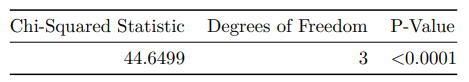 Chi-Squared Statistic Degrees of Freedom P-Value
44.6499 3 <0.0001